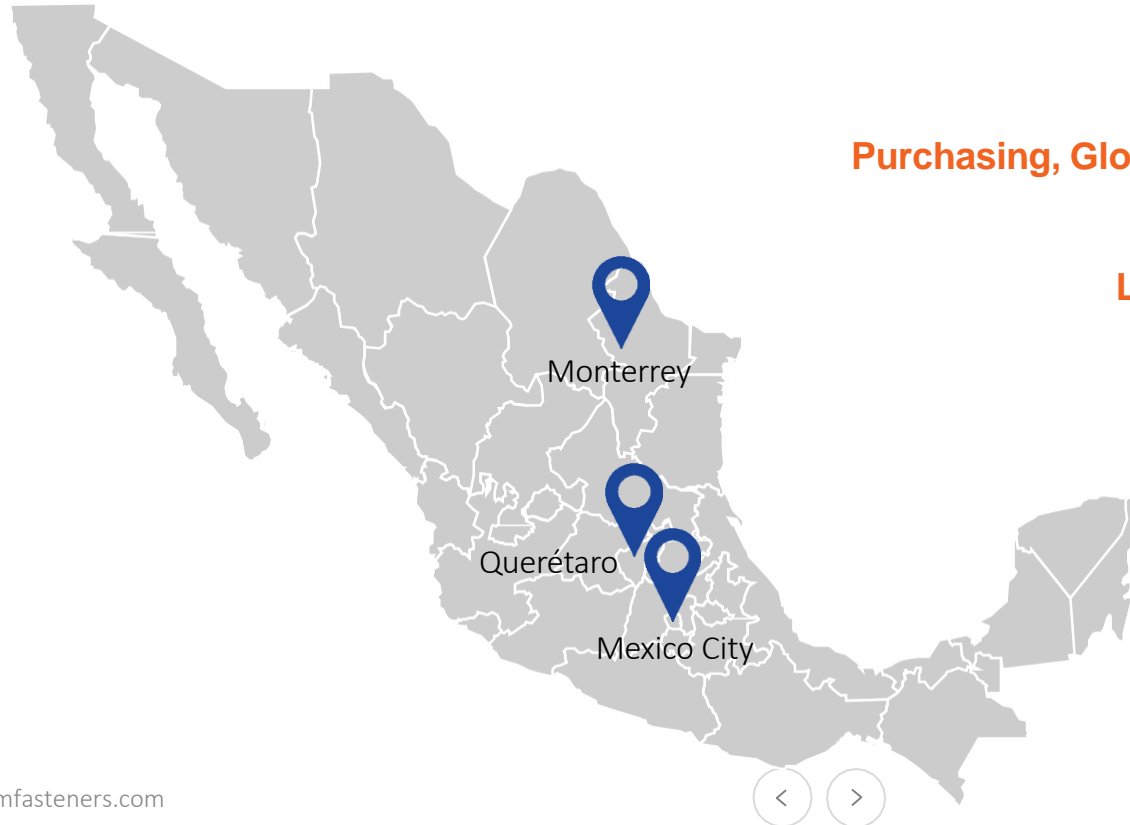 Purchasing, Glo
L
Monterrey
Querétaro
Mexico City
mfasteners.com